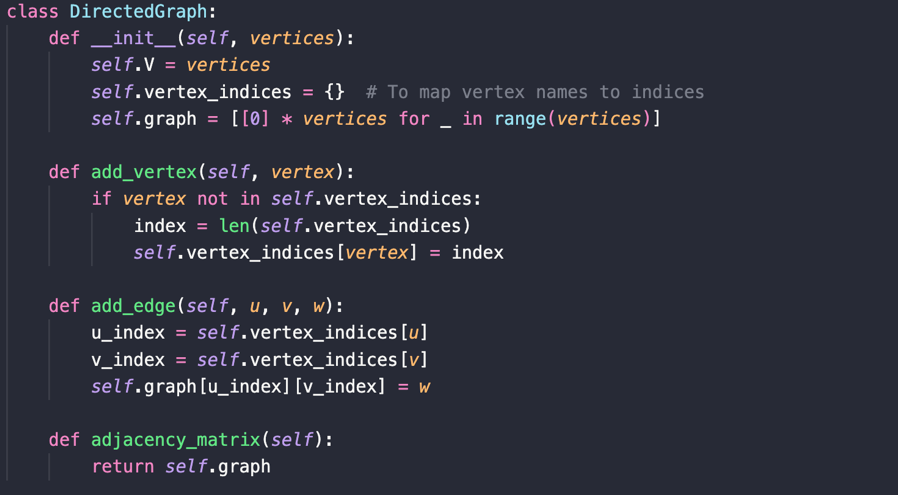 class DirectedGraph:
    def __init__(self, vertices):
        self.V = vertices
        self.vertex_indices = {}  # To map vertex names to indices
        self.graph = [[0] * vertices for _ in range(vertices)]

    def add_vertex(self, vertex):
        if vertex not in self.vertex_indices:
            index = len(self.vertex_indices)
            self.vertex_indices[vertex] = index

    def add_edge(self, u, v, w):
        u_index = self.vertex_indices[u]
        v_index = self.vertex_indices[v]
        self.graph[u_index][v_index] = w

    def adjacency_matrix(self):
        return self.graph